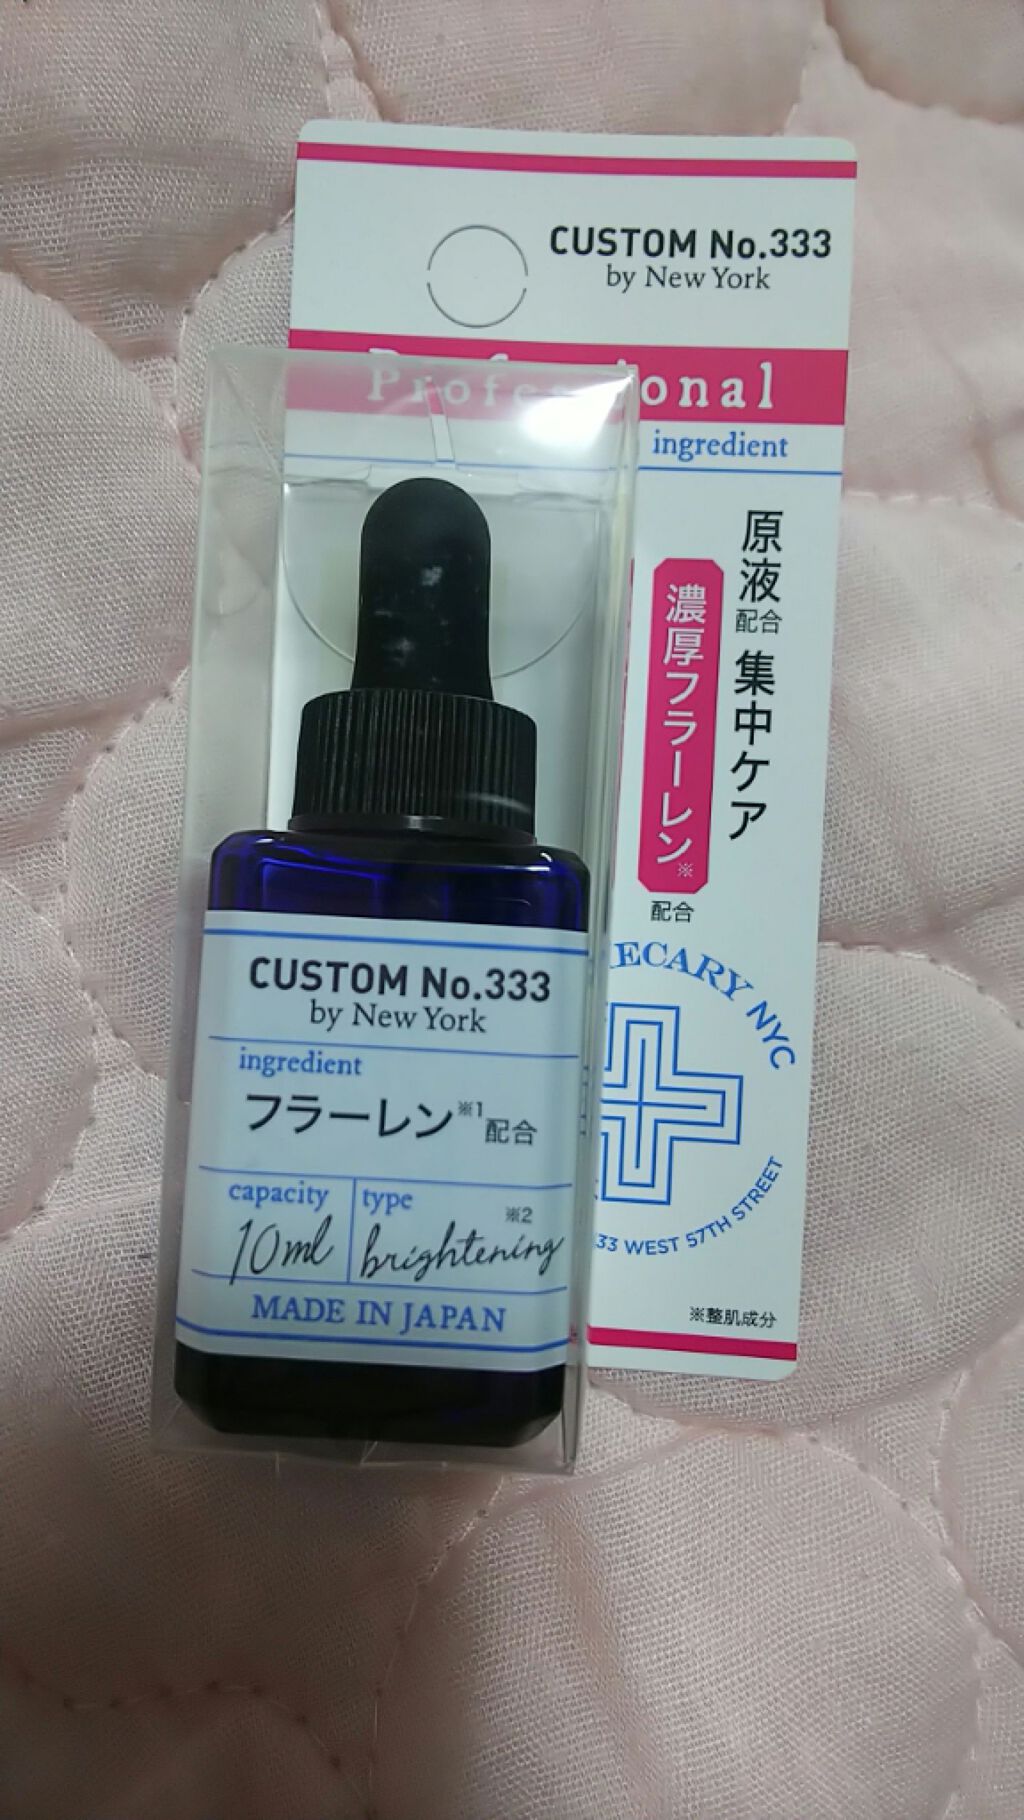 CUSTOM No.333
by New York
Professional
ingredient
原液配合 集中ケア
濃厚フラーレン※
配合
ECARY NYC
33 WEST 57TH STREET
※整肌成分
CUSTOM No.333
by New York
ingredient
フラーレン※1配合
capacity
10ml
type
※2
brightening
MADE IN JAPAN